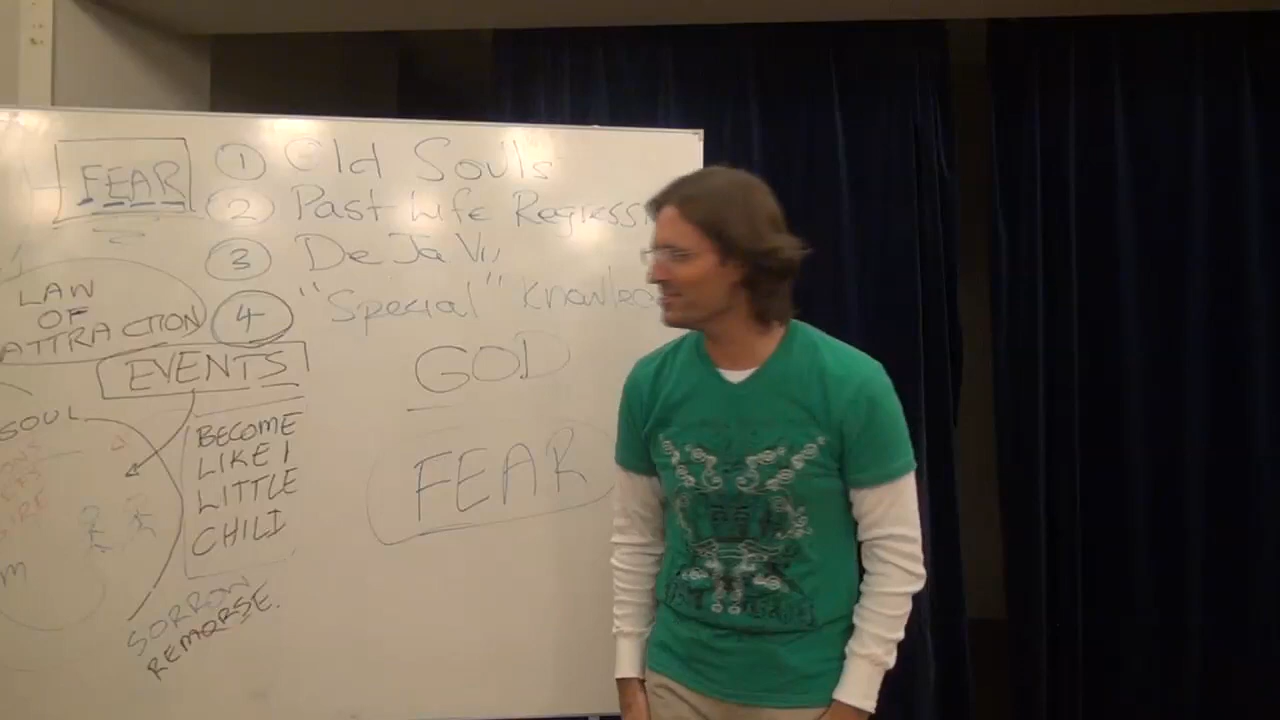 FEAR
① Old Souls
② Past Life Regress
③ De Ja Vu
④ "Special" Knowled
LAW
OF
ATTRACTION
EVENTS
SOUL
GOD
FEAR
BECOME
LIKE 1
LITTLE
CHILD
SORROW
REMORSE.